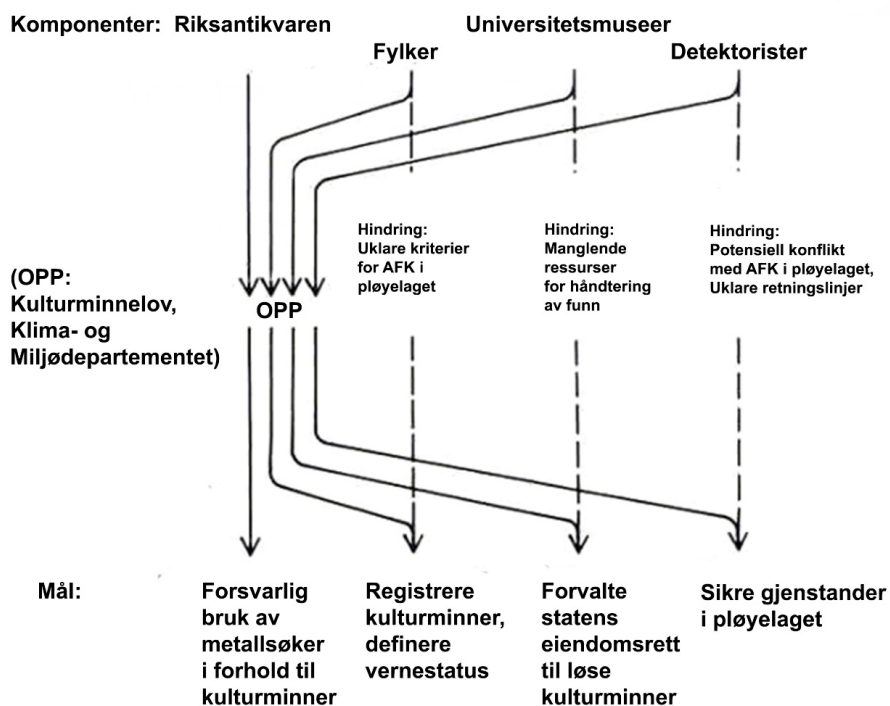 Komponenter: Riksantikvaren
Universitetsmuseer
Fylker
Detektorister
Hindring:
Uklare kriterier
for AFK i
pløyelaget
Hindring:
Manglende
ressurser
for håndtering
av funn
Hindring:
Potensiell konflikt
med AFK i pløyelaget,
Uklare retningslinjer
(OPP:
Kulturminnelov,
Klima- og
Miljødepartementet)
OPP
Mål:
Forsvarlig
bruk av
metallsøker
i forhold til
kulturminner
Registrere
kulturminner,
definere
vernestatus
Forvalte
statens
eiendomsrett
til løse
kulturminner
Sikre gjenstander
i pløyelaget